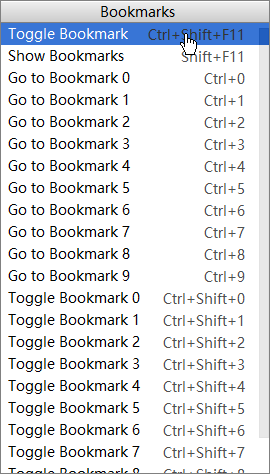 Bookmarks
Toggle Bookmark Ctrl+Shift+F11
Show Bookmarks Shift+F11
Go to Bookmark 0 Ctrl+0
Go to Bookmark 1 Ctrl+1
Go to Bookmark 2 Ctrl+2
Go to Bookmark 3 Ctrl+3
Go to Bookmark 4 Ctrl+4
Go to Bookmark 5 Ctrl+5
Go to Bookmark 6 Ctrl+6
Go to Bookmark 7 Ctrl+7
Go to Bookmark 8 Ctrl+8
Go to Bookmark 9 Ctrl+9
Toggle Bookmark 0 Ctrl+Shift+0
Toggle Bookmark 1 Ctrl+Shift+1
Toggle Bookmark 2 Ctrl+Shift+2
Toggle Bookmark 3 Ctrl+Shift+3
Toggle Bookmark 4 Ctrl+Shift+4
Toggle Bookmark 5 Ctrl+Shift+5
Toggle Bookmark 6 Ctrl+Shift+6
Toggle Bookmark 7 Ctrl+Shift+7
Toggle Bookmark 8 Ctrl+Shift+8